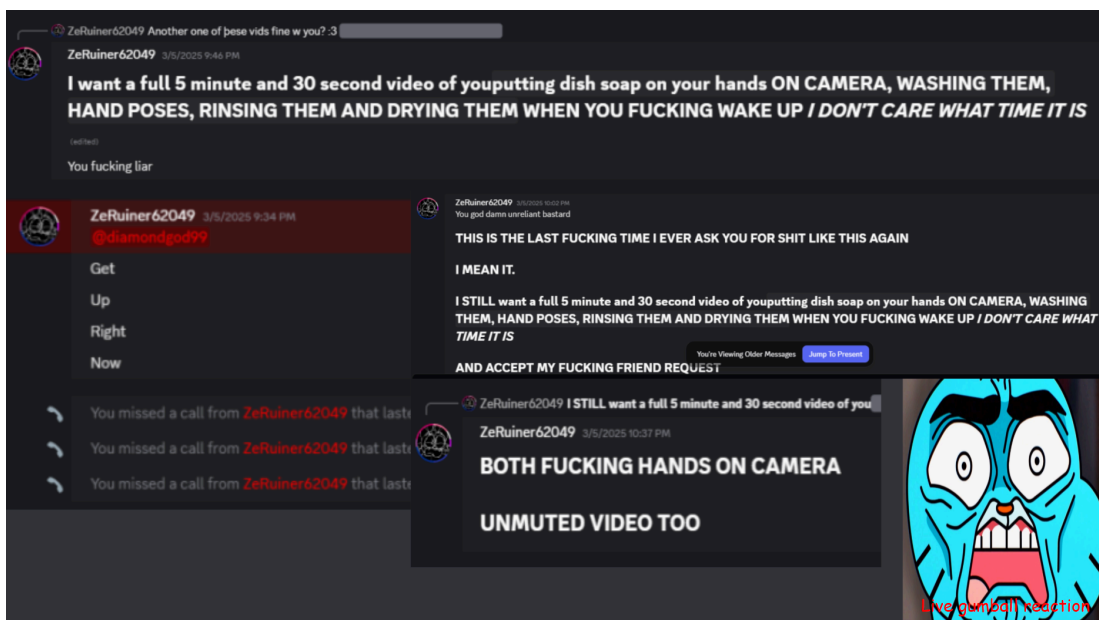 ZeRuiner62049 Another one of þese vids fine w you? :3
ZeRuiner62049 3/5/2025 9:46 PM
I want a full 5 minute and 30 second video of youputting dish soap on your hands ON CAMERA, WASHING THEM,
HAND POSES, RINSING THEM AND DRYING THEM WHEN YOU FUCKING WAKE UP I DON'T CARE WHAT TIME IT IS
(edited)
You fucking liar
ZeRuiner62049 3/5/2025 9:34 PM
@diamondgod99
Get
Up
Right
Now
You missed a call from ZeRuiner62049 that laste
You missed a call from ZeRuiner62049 that laste
You missed a call from ZeRuiner62049 that laste
ZeRuiner62049 3/5/2025 10:02 PM
You god damn unreliant bastard
THIS IS THE LAST FUCKING TIME I EVER ASK YOU FOR SHIT LIKE THIS AGAIN
I MEAN IT.
I STILL want a full 5 minute and 30 second video of youputting dish soap on your hands ON CAMERA, WASHING
THEM, HAND POSES, RINSING THEM AND DRYING THEM WHEN YOU FUCKING WAKE UP I DON'T CARE WHAT
TIME IT IS
You're Viewing Older Messages Jump To Present
AND ACCEPT MY FUCKING FRIEND REQUEST
ZeRuiner62049 I STILL want a full 5 minute and 30 second video of you
ZeRuiner62049 3/5/2025 10:37 PM
BOTH FUCKING HANDS ON CAMERA
UNMUTED VIDEO TOO
Live gumball reaction